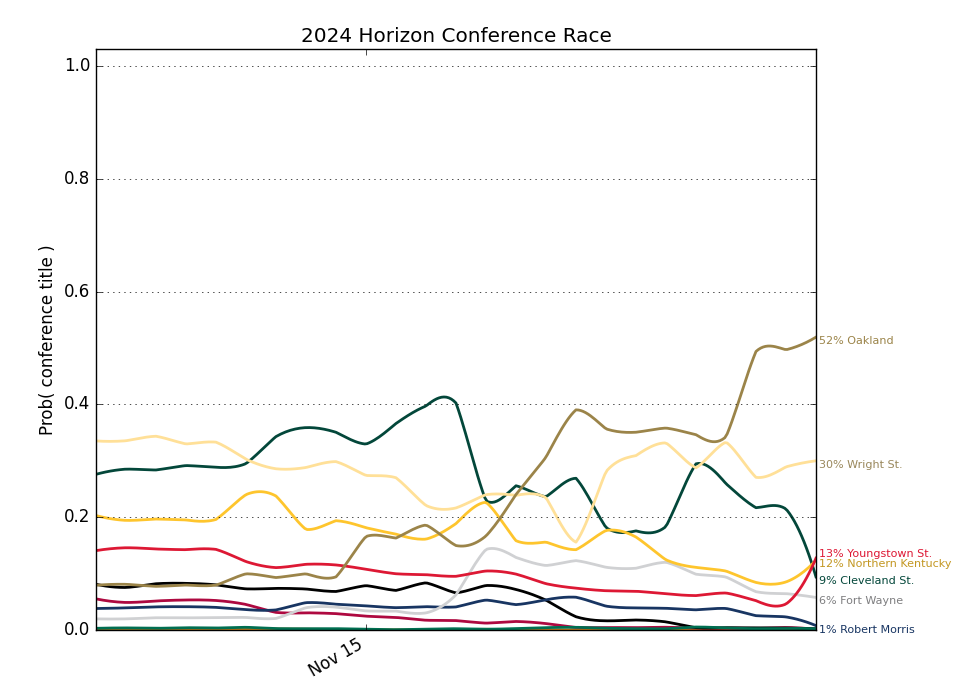 2024 Horizon Conference Race
Prob( conference title )
1.0
0.8
0.6
0.4
0.2
0.0
Nov 15
52% Oakland
30% Wright St.
13% Youngstown St.
12% Northern Kentucky
9% Cleveland St.
6% Fort Wayne
1% Robert Morris